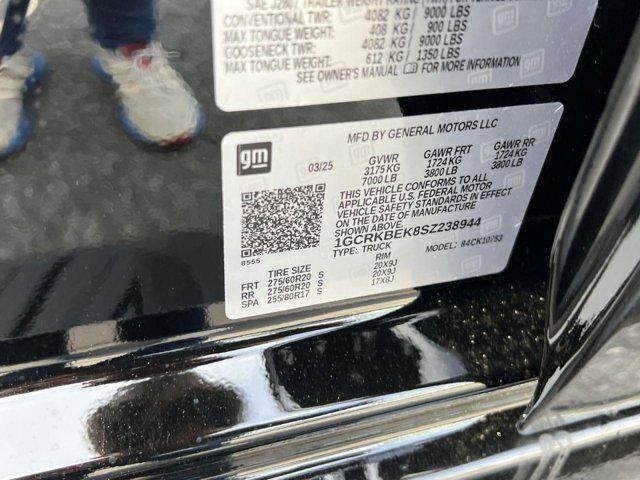 SAE J2807 TRAILER WEIGHT RATING
CONVENTIONAL TWR: 4082 KG / 9000 LBS
MAX TONGUE WEIGHT: 408 KG / 900 LBS
GOOSENECK TWR: 4082 KG / 9000 LBS
MAX TONGUE WEIGHT: 612 KG / 1350 LBS
SEE OWNER'S MANUAL FOR MORE INFORMATION
MFD BY GENERAL MOTORS LLC
gm
03/25 GVWR GAWR FRT GAWR RR
3175 KG 1724 KG 1724 KG
7000 LB 3800 LB 3800 LB
THIS VEHICLE CONFORMS TO ALL
APPLICABLE U.S. FEDERAL MOTOR
VEHICLE SAFETY STANDARDS IN EFFECT
ON THE DATE OF MANUFACTURE
1GCRKBEK8SZ238944
8555 TYPE: TRUCK MODEL: 84CK10753
TIRE SIZE RIM
FRT 275/60R20 S 20X9J
RR 275/60R20 S 20X9J
SPA 255/80R17 S 17X8J